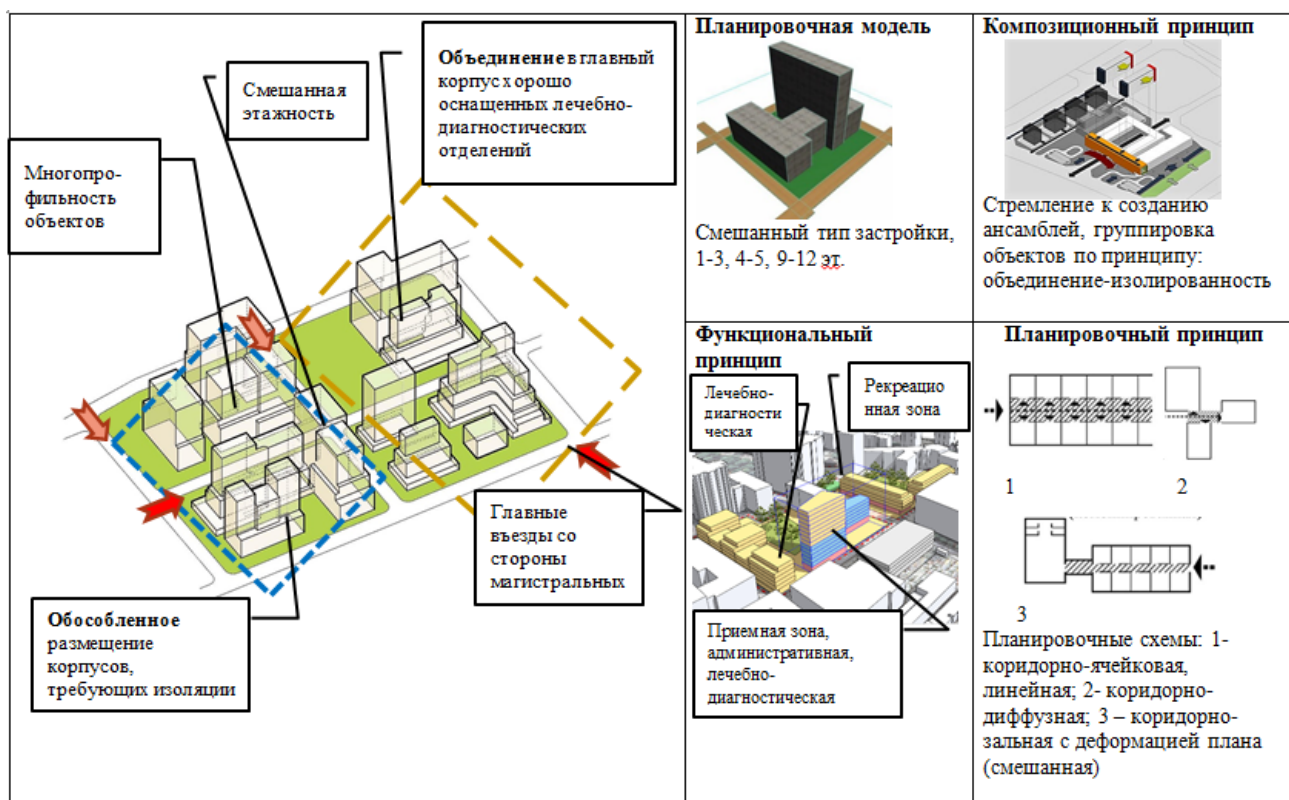 Смешанная
этажность
Объединение в главный
корпус хорошо
оснащенных лечебно-
диагностических
отделений
Многопро-
фильность
объектов
Главные
въезды со
стороны
магистральных
Обособленное
размещение
корпусов,
требующих изоляции
Планировочная модель
Смешанный тип застройки,
1-3, 4-5, 9-12 эт.
Композиционный принцип
Стремление к созданию
ансамблей, группировка
объектов по принципу:
объединение-изолированность
Функциональный
принцип
Лечебно-
диагности
ческая
Рекреацио
нная зона
Приемная зона,
административная,
лечебно-
диагностическая
Планировочный принцип
1
2
3
Планировочные схемы: 1-
коридорно-ячейковая,
линейная; 2- коридорно-
диффузная; 3 – коридорно-
зальная с деформацией плана
(смешанная)